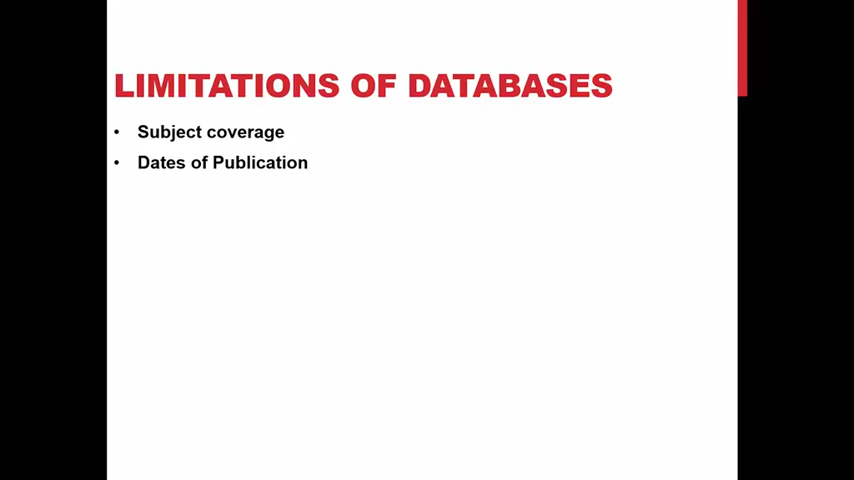 LIMITATIONS OF DATABASES
• Subject coverage
• Dates of Publication